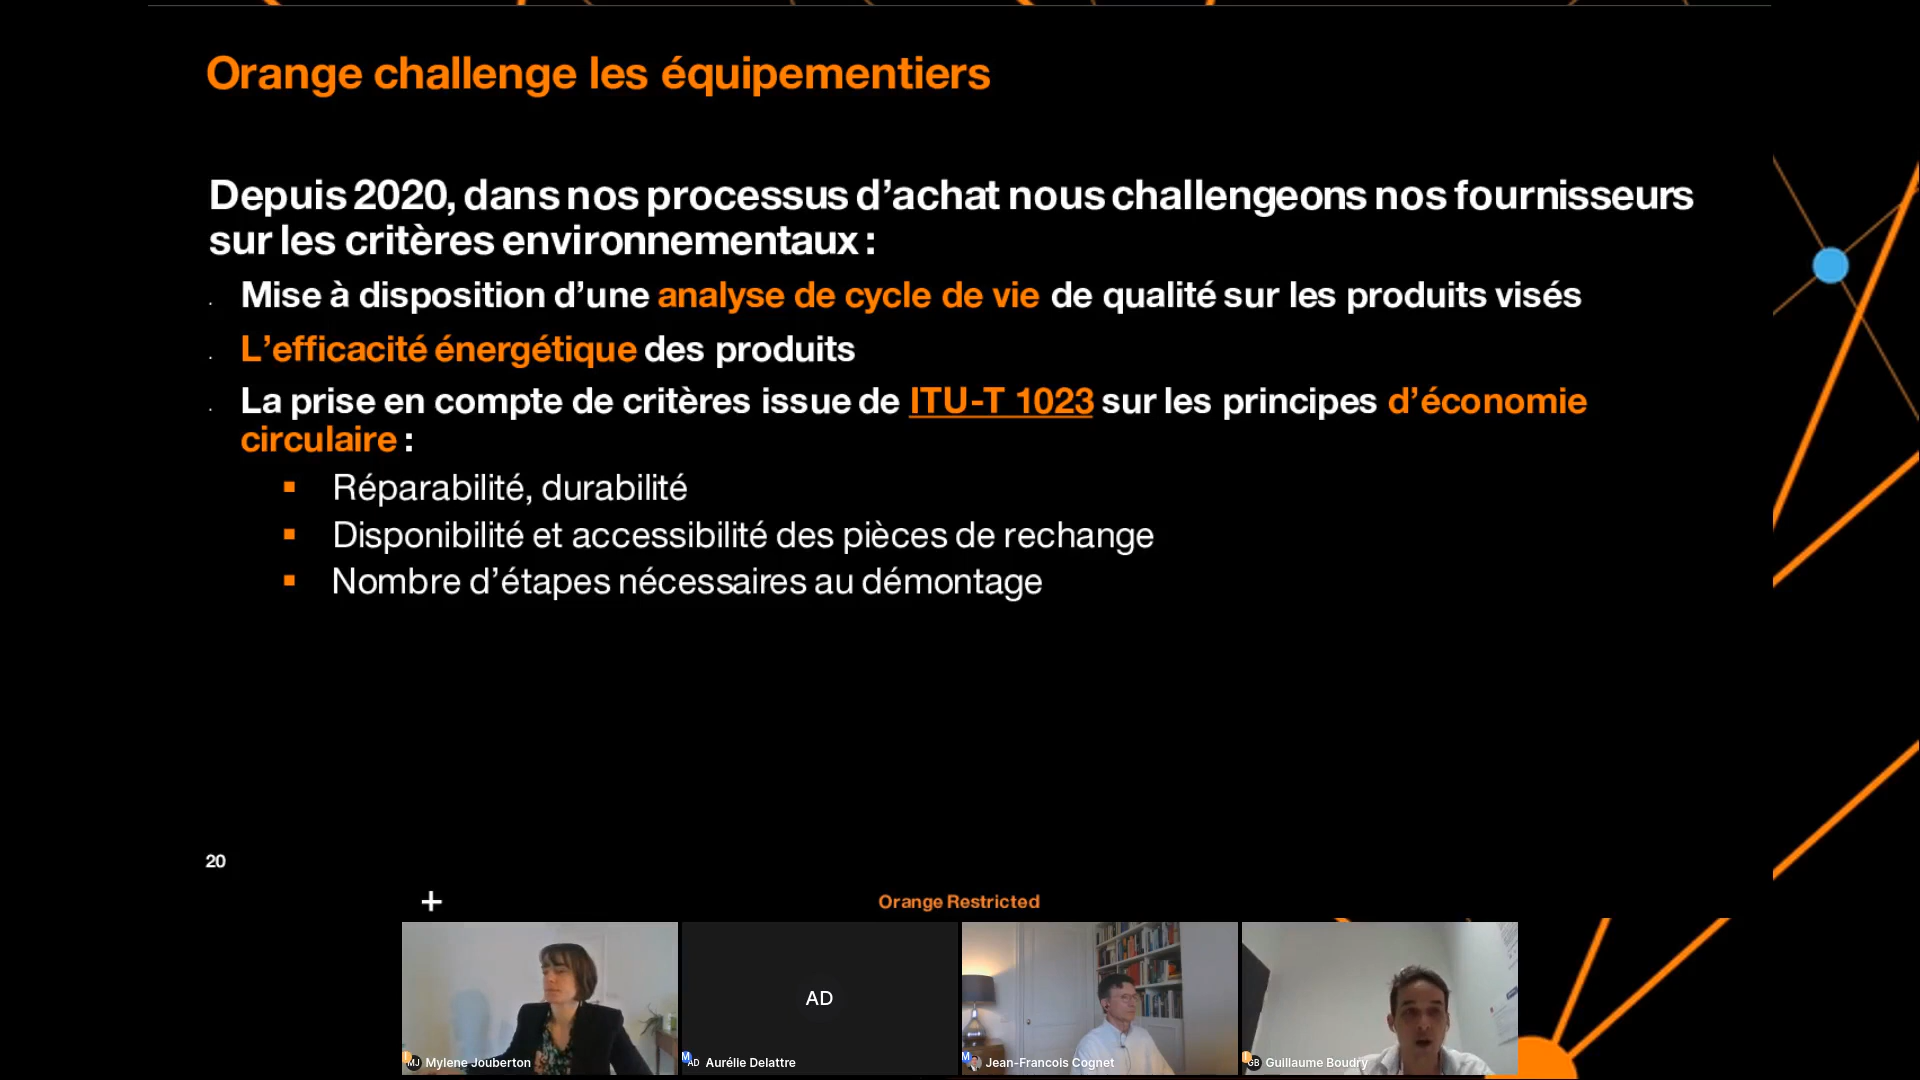 Orange challenge les équipementiers
Depuis 2020, dans nos processus d’achat nous challengeons nos fournisseurs
sur les critères environnementaux :
Mise à disposition d’une analyse de cycle de vie de qualité sur les produits visés
L’efficacité énergétique des produits
La prise en compte de critères issue de ITU-T 1023 sur les principes d’économie
circulaire :
Réparabilité, durabilité
Disponibilité et accessibilité des pièces de rechange
Nombre d’étapes nécessaires au démontage
20
Orange Restricted
AD
MJ Mylene Jouberton
M AD Aurélie Delattre
M Jean-Francois Cognet
GB Guillaume Boudry